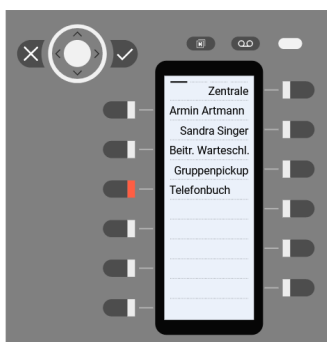 Zentrale
Armin Artmann
Sandra Singer
Beitr. Warteschl.
Gruppenpickup
Telefonbuch